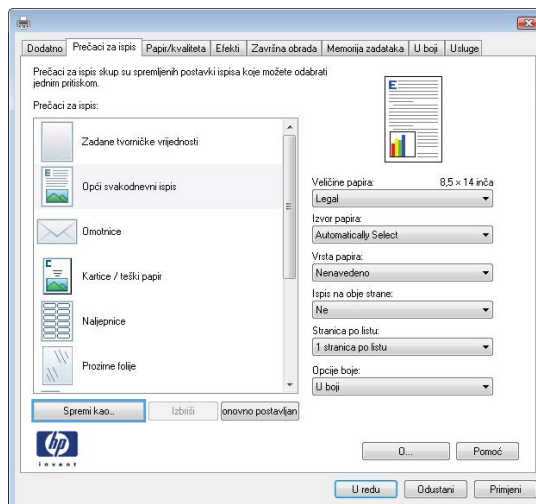 Dodatno Prečaci za ispis Papir/kvaliteta Efekti Završna obrada Memorija zadataka U boji Usluge
Prečaci za ispis skup su spremljenih postavki ispisa koje možete odabrati
jednim pritiskom.
Prečaci za ispis:
Zadane tvorničke vrijednosti
Opći svakodnevni ispis
Omotnice
Kartice / teški papir
Naljepnice
Prozirne folije
Spremi kao..
Izbriši
onovno postavljan
E
Veličine papira: 8,5 × 14 inča
Legal
Izvor papira:
Automatically Select
Vrsta papira:
Nenavedeno
Ispis na obje strane:
Ne
Stranica po listu:
1 stranica po listu
Opcije boje:
U boji
hp
invent
O...
Pomoć
U redu
Odustani
Primijeni